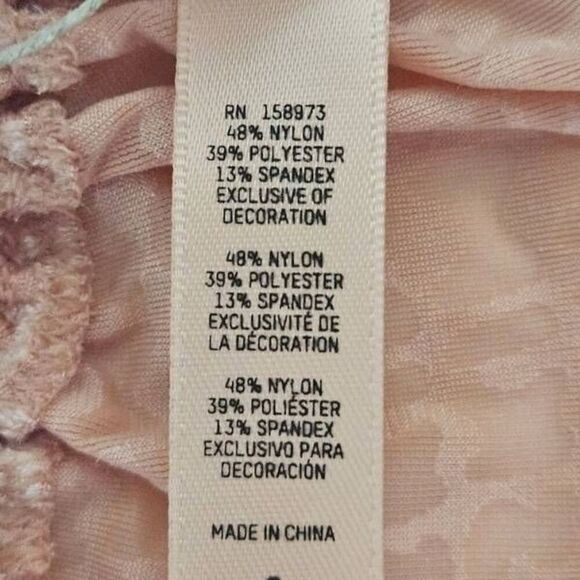 RN 158973
48% NYLON
39% POLYESTER
13% SPANDEX
EXCLUSIVE OF
DECORATION
48% NYLON
39% POLYESTER
13% SPANDEX
EXCLUSIVITÉ DE
LA DÉCORATION
48% NYLON
39% POLIÉSTER
13% SPANDEX
EXCLUSIVO PARA
DECORACIÓN
MADE IN CHINA